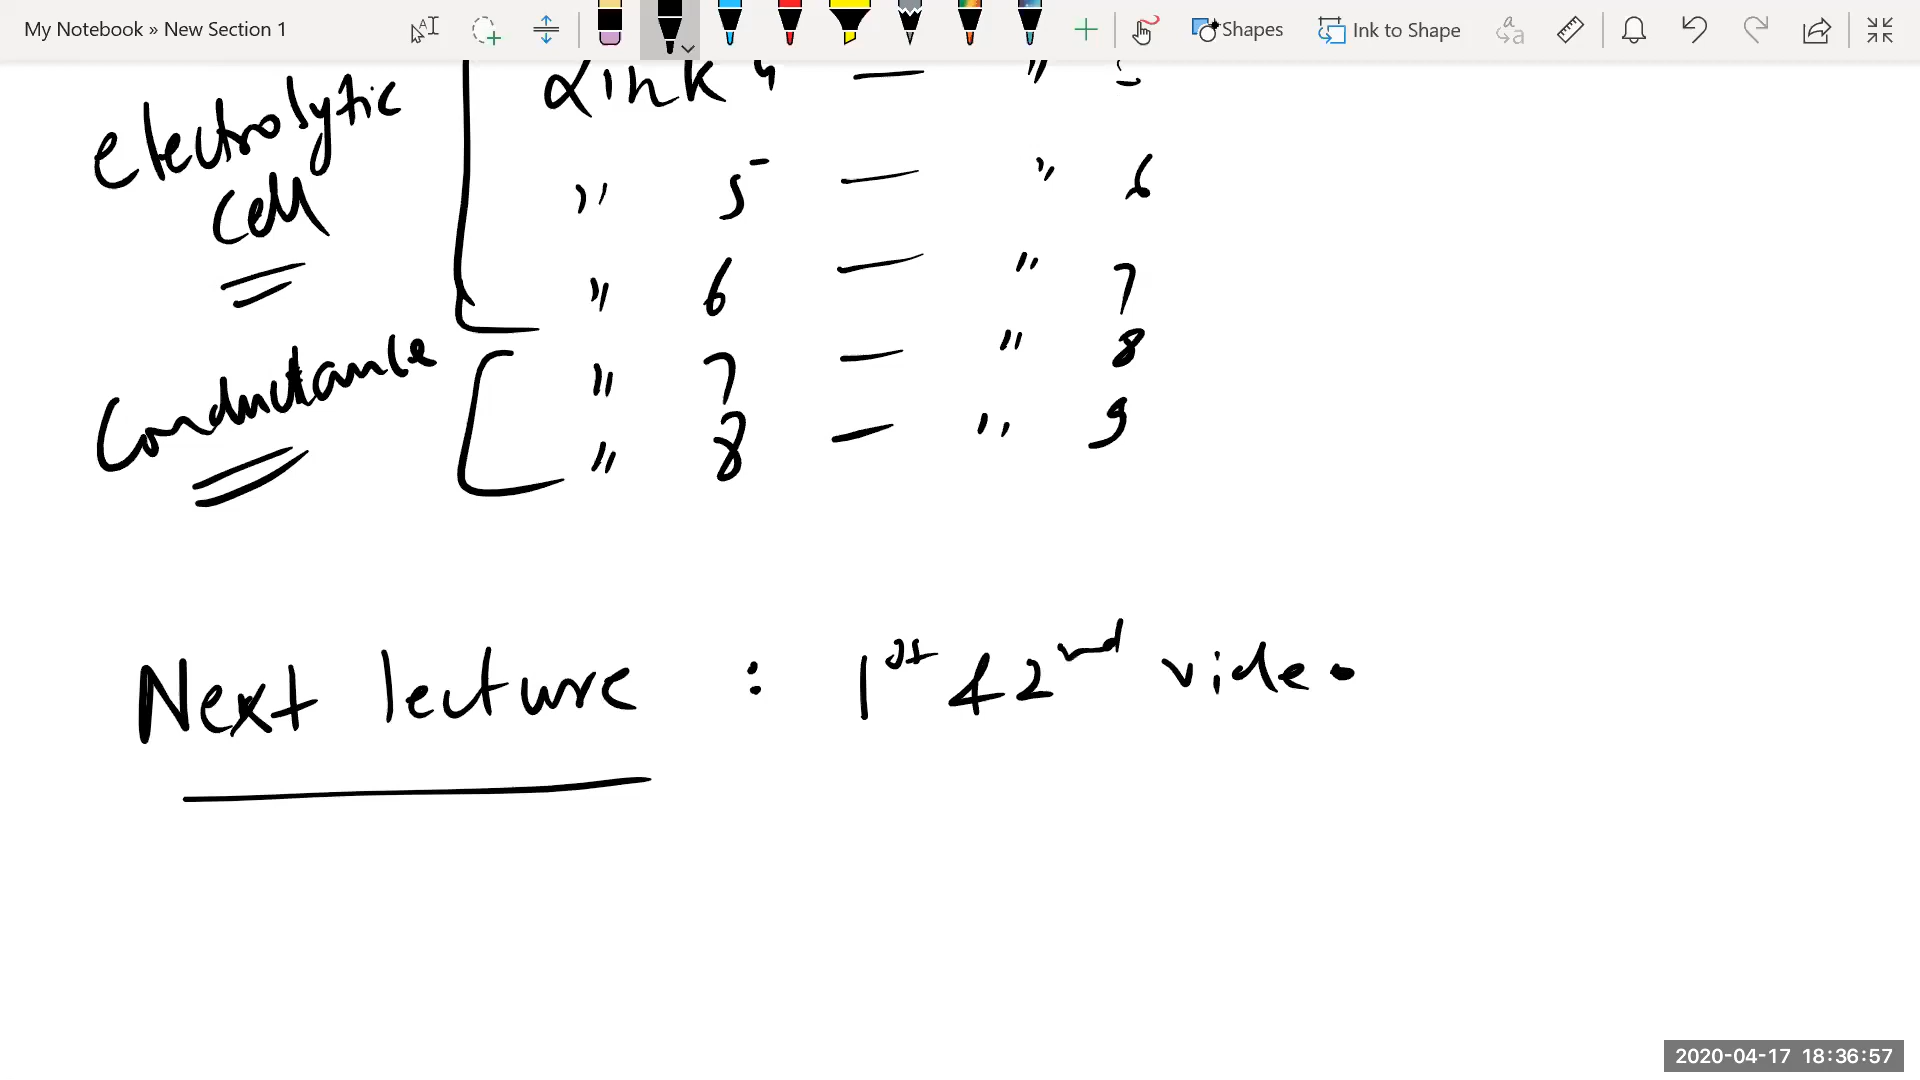 My Notebook » New Section 1
Shapes
Ink to Shape
electrolytic
cell
Link 4 — "
" 5 — " 6
" 6 — " 7
Conductance
" 7 — " 8
" 8 — " 9
Next lecture : 1st & 2nd video
2020-04-17 18:36:57